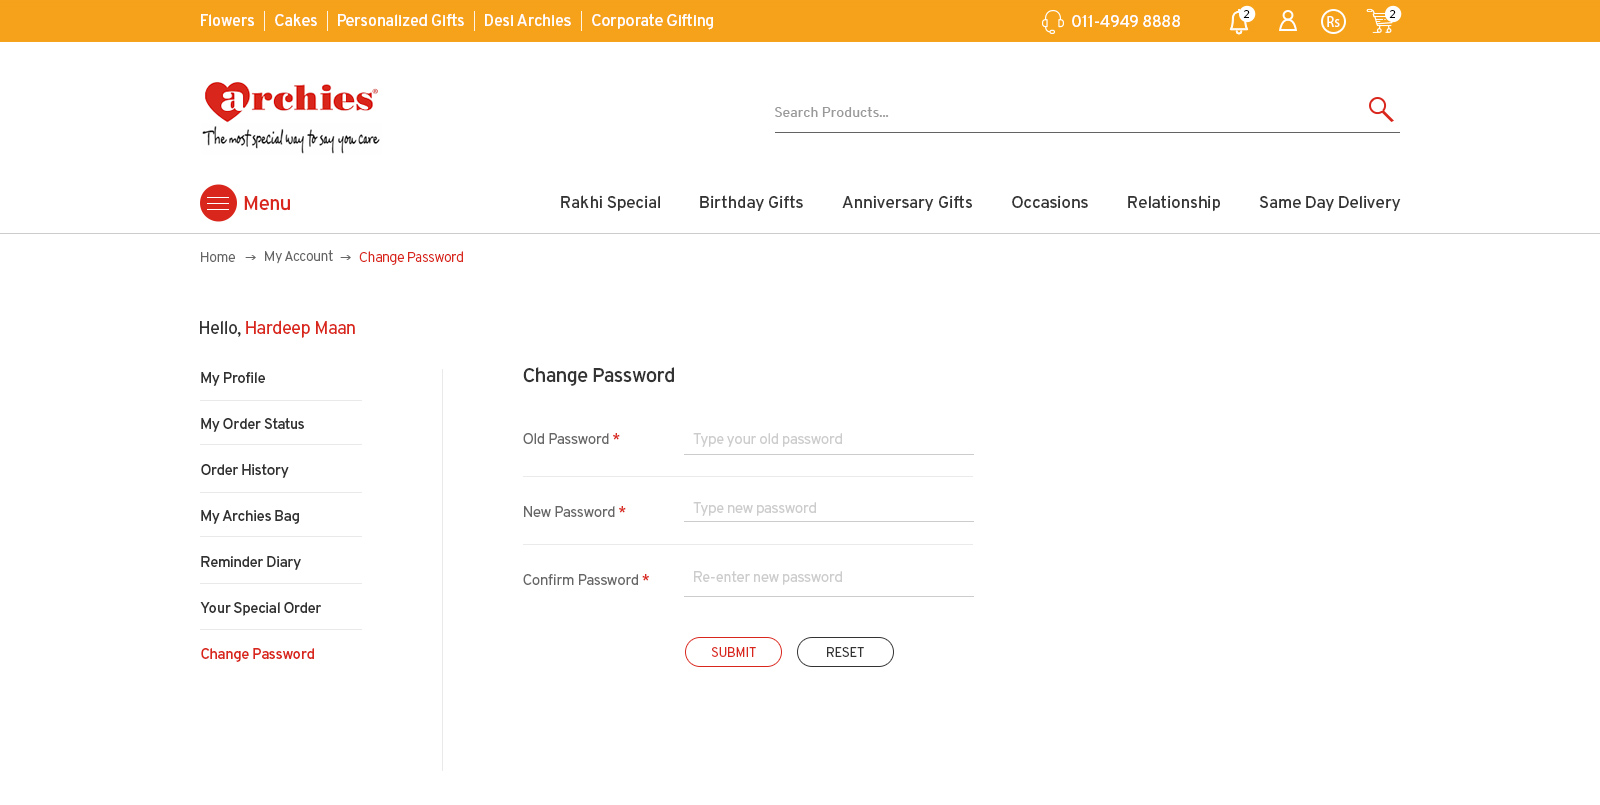 Flowers | Cakes | Personalized Gifts | Desi Archies | Corporate Gifting
011-4949 8888
2
Rs
2
archies®
The most special way to say you care
Search Products...
Menu
Rakhi Special
Birthday Gifts
Anniversary Gifts
Occasions
Relationship
Same Day Delivery
Home → My Account → Change Password
Hello, Hardeep Maan
My Profile
My Order Status
Order History
My Archies Bag
Reminder Diary
Your Special Order
Change Password
Change Password
Old Password *
Type your old password
New Password *
Type new password
Confirm Password *
Re-enter new password
SUBMIT
RESET